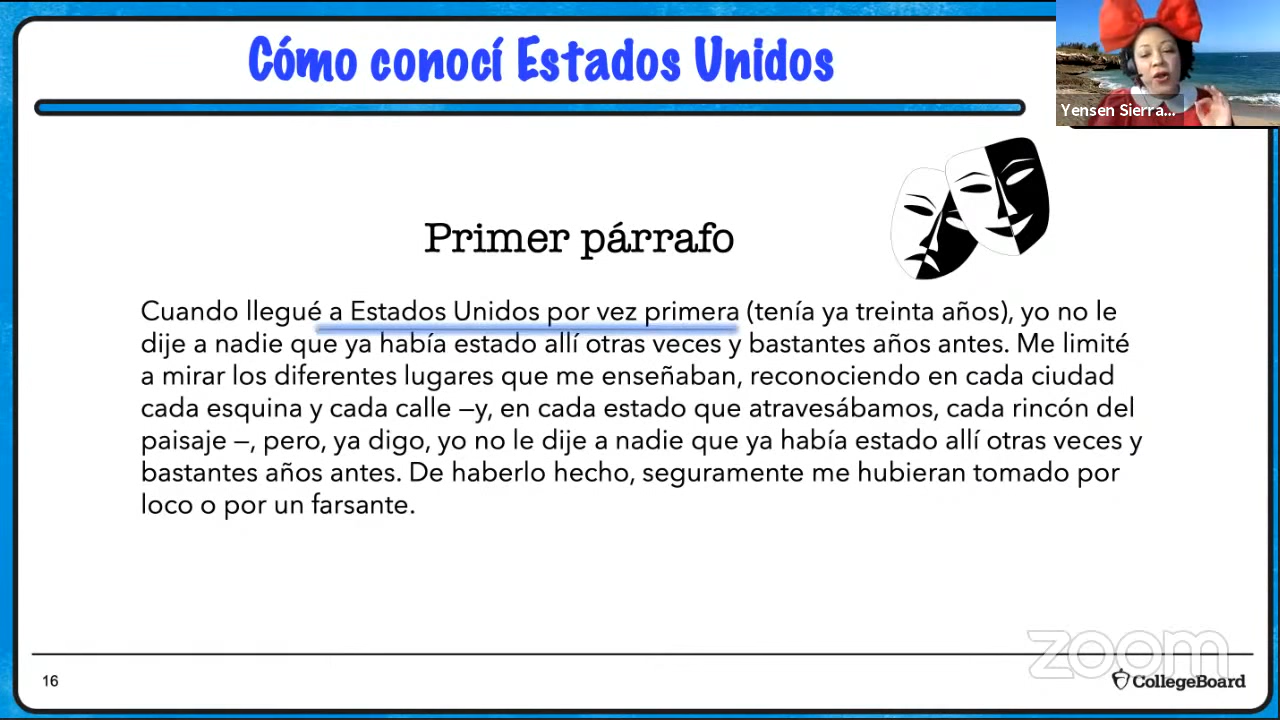 Cómo conocí Estados Unidos
Yensen Sierra...
Primer párrafo
Cuando llegué a Estados Unidos por vez primera (tenía ya treinta años), yo no le
dije a nadie que ya había estado allí otras veces y bastantes años antes. Me limité
a mirar los diferentes lugares que me enseñaban, reconociendo en cada ciudad
cada esquina y cada calle —y, en cada estado que atravesábamos, cada rincón del
paisaje —, pero, ya digo, yo no le dije a nadie que ya había estado allí otras veces y
bastantes años antes. De haberlo hecho, seguramente me hubieran tomado por
loco o por un farsante.
zoom
16
CollegeBoard